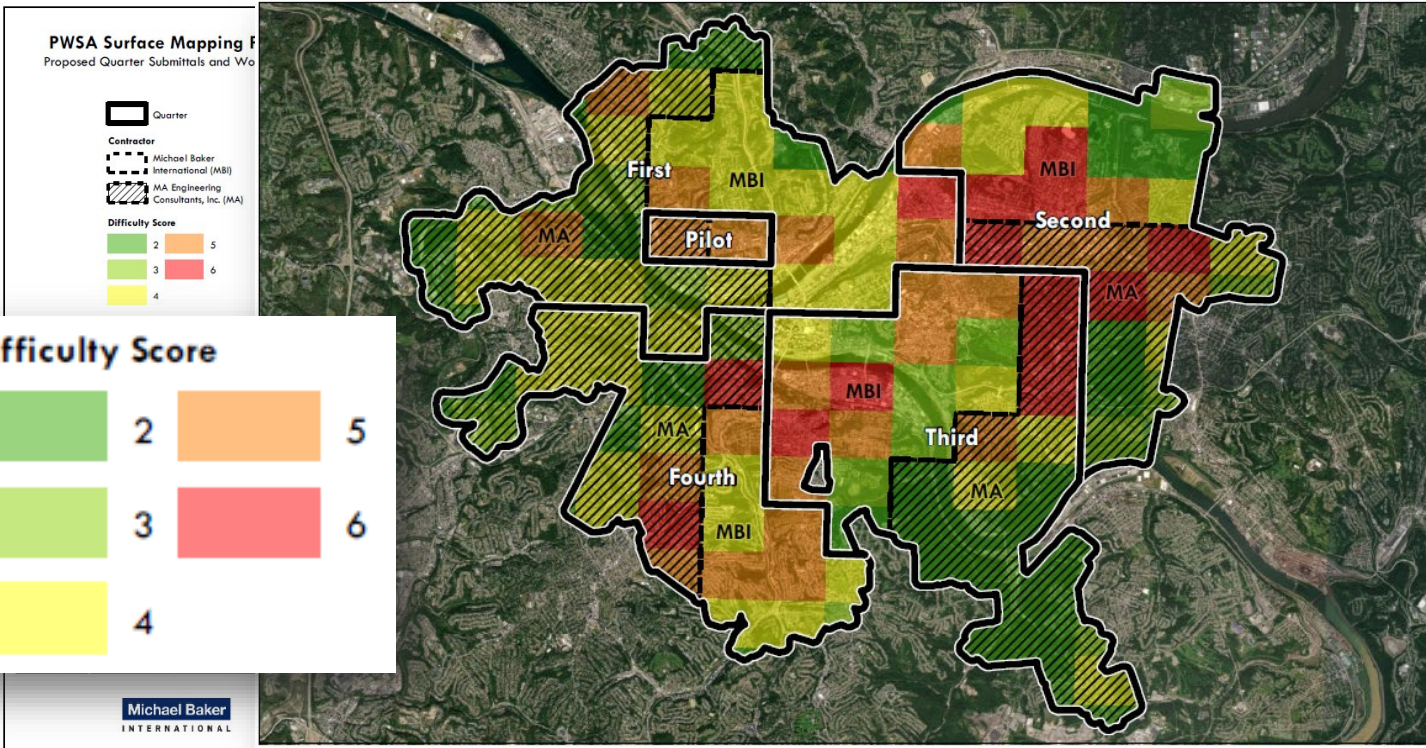 PWSA Surface Mapping
Proposed Quarter Submittals and Wo
Quarter
Contractor
Michael Baker
International (MBI)
MA Engineering
Consultants, Inc. (MA)
Difficulty Score
2 5
3 6
4
fficulty Score
2 5
3 6
4
Michael Baker
INTERNATIONAL
First
MBI
MA
Pilot
MBI
Second
MA
MBI
Third
MA
MA
Fourth
MBI